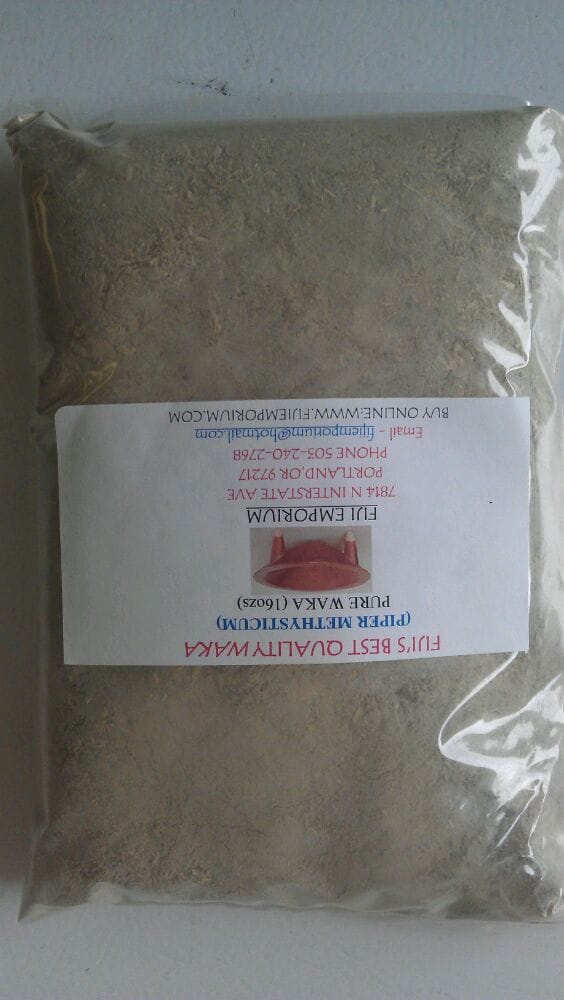 FIJI'S BEST QUALITY WAKA
(PIPER METHYSTICUM)
PURE WAKA (16ozs)
FIJI EMPORIUM
7814 N INTERSTATE AVE
PORTLAND,OR 97217
PHONE 503-240-2768
Email - fijiemporium@hotmail.com
BUY ONLINE:WWW.FIJIEMPORIUM.COM